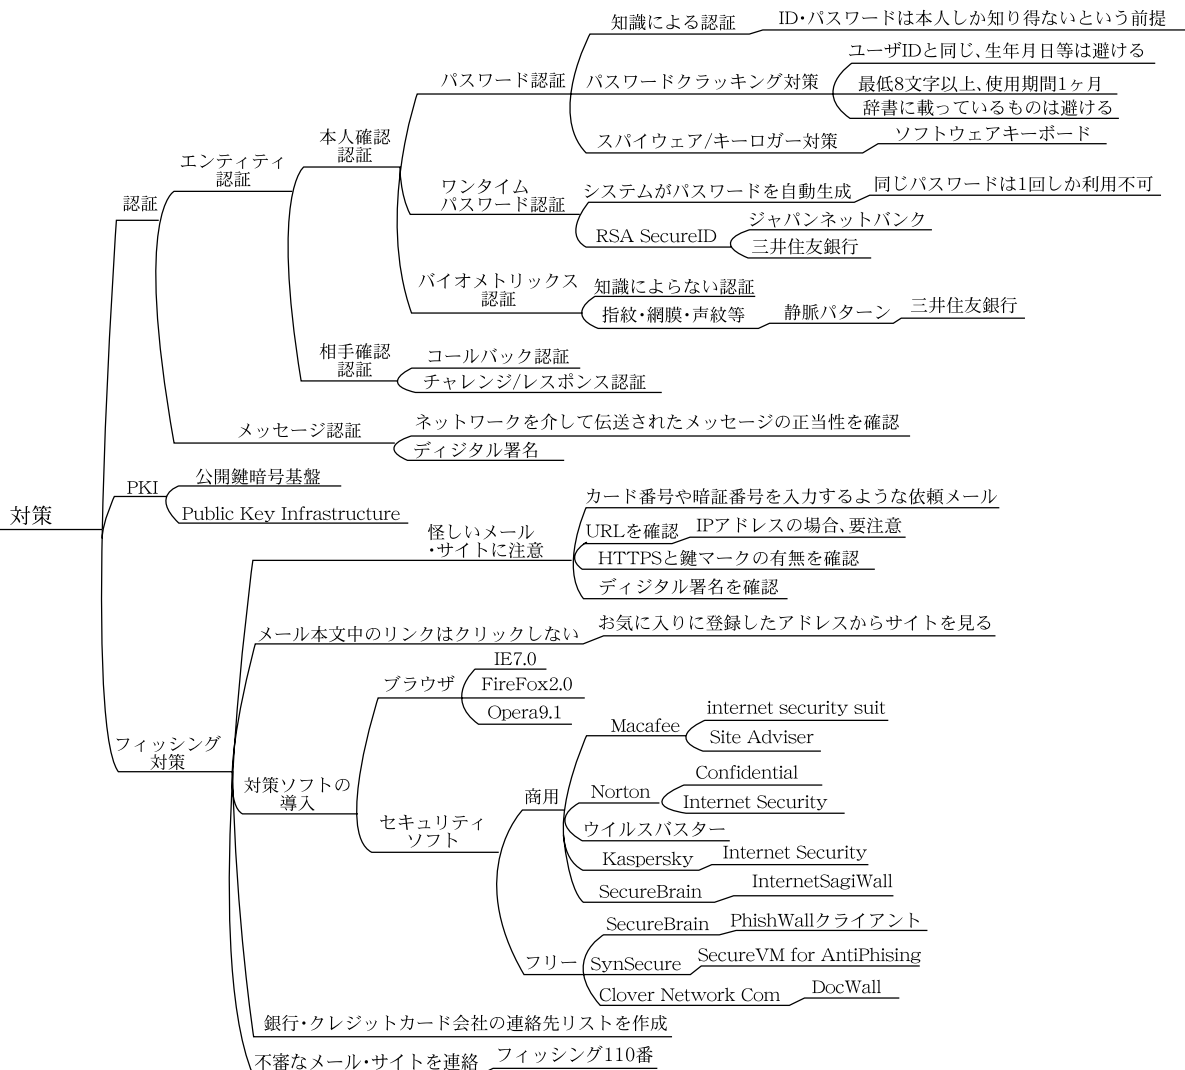 知識による認証
ID・パスワードは本人しか知り得ないという前提
ユーザIDと同じ、生年月日等は避ける
パスワード認証
パスワードクラッキング対策
最低8文字以上、使用期間1ヶ月
辞書に載っているものは避ける
本人確認
認証
スパイウェア/キーロガー対策
ソフトウェアキーボード
エンティティ
認証
ワンタイム
パスワード認証
システムがパスワードを自動生成
同じパスワードは1回しか利用不可
認証
RSA SecureID
ジャパンネットバンク
三井住友銀行
バイオメトリックス
認証
知識によらない認証
指紋・網膜・声紋等
静脈パターン
三井住友銀行
相手確認
認証
コールバック認証
チャレンジ/レスポンス認証
メッセージ認証
ネットワークを介して伝送されたメッセージの正当性を確認
ディジタル署名
PKI
公開鍵暗号基盤
Public Key Infrastructure
対策
怪しいメール
・サイトに注意
カード番号や暗証番号を入力するような依頼メール
URLを確認
IPアドレスの場合、要注意
HTTPSと鍵マークの有無を確認
ディジタル署名を確認
メール本文中のリンクはクリックしない
お気に入りに登録したアドレスからサイトを見る
ブラウザ
IE7.0
FireFox2.0
Opera9.1
フィッシング
対策
対策ソフトの
導入
セキュリティ
ソフト
商用
Macafee
internet security suit
Site Adviser
Norton
Confidential
Internet Security
ウイルスバスター
Kaspersky
Internet Security
SecureBrain
InternetSagiWall
フリー
SecureBrain
PhishWallクライアント
SynSecure
SecureVM for AntiPhising
Clover Network Com
DocWall
銀行・クレジットカード会社の連絡先リストを作成
不審なメール・サイトを連絡
フィッシング110番